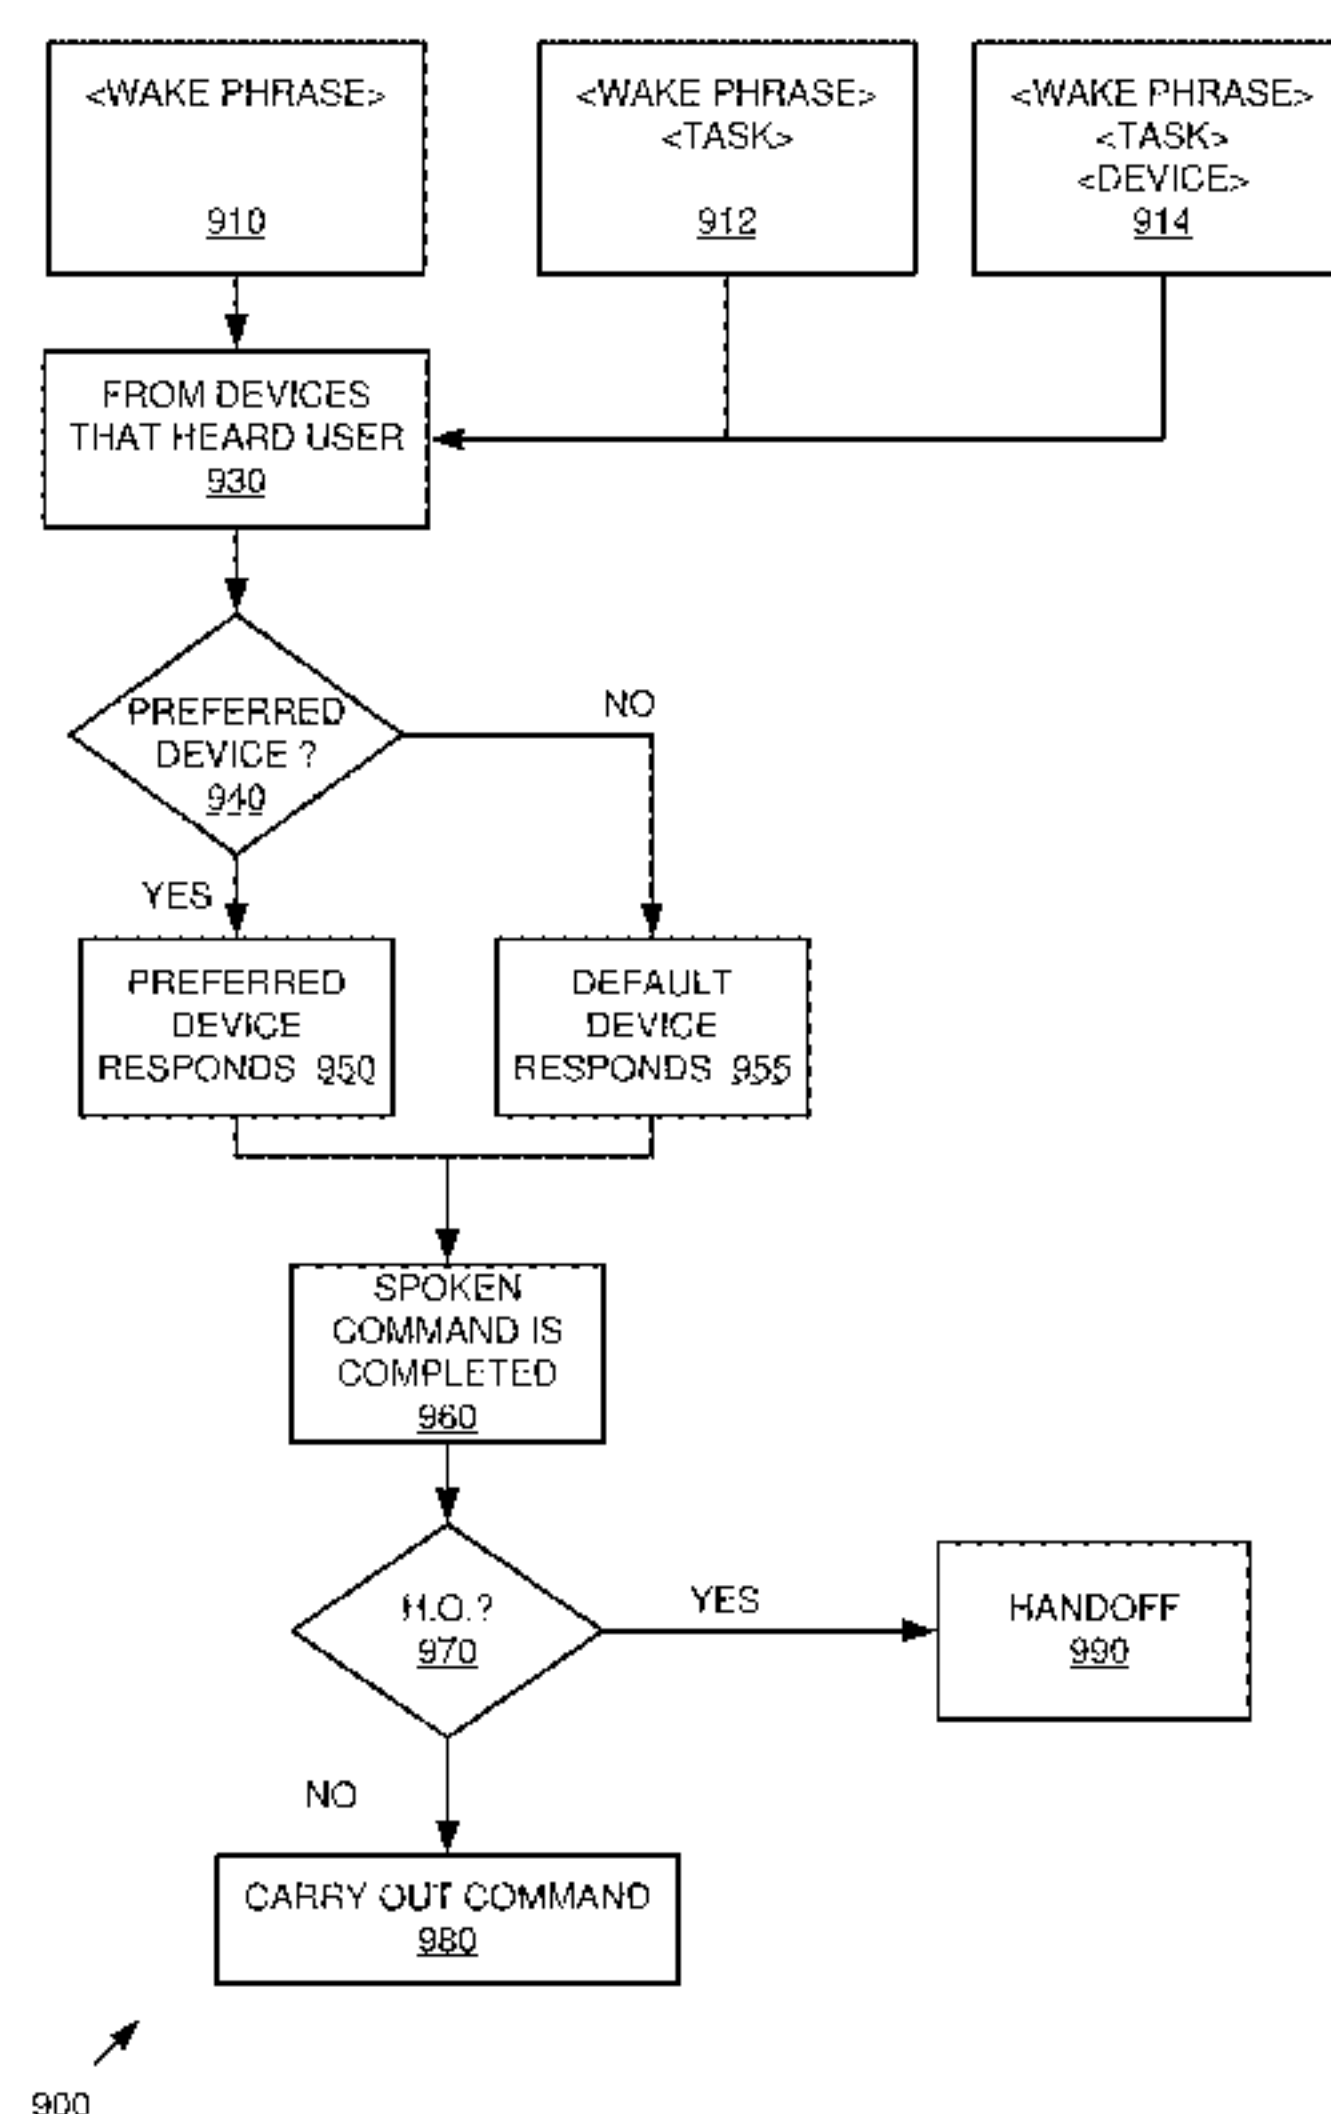 <WAKE PHRASE>
910
<WAKE PHRASE>
<TASK>
912
<WAKE PHRASE>
<TASK>
<DEVICE>
914
FROM DEVICES
THAT HEARD USER
930
PREFERRED
DEVICE ?
940
NO
YES
PREFERRED
DEVICE
RESPONDS 950
DEFAULT
DEVICE
RESPONDS 955
SPOKEN
COMMAND IS
COMPLETED
960
H.O.?
970
YES
HANDOFF
990
NO
CARRY OUT COMMAND
980
900